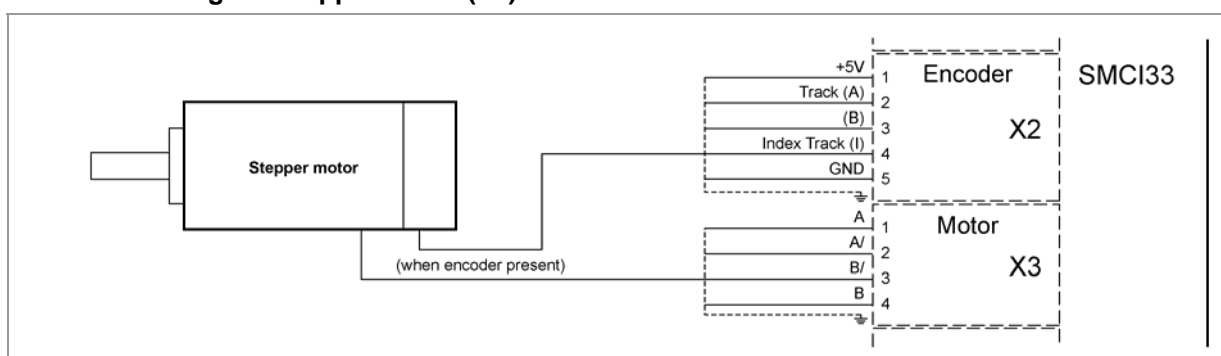 +5V
1
Encoder
SMCI33
Track (A)
2
(B)
3
X2
Index Track (I)
4
Stepper motor
GND
5
A
1
Motor
A/
2
(when encoder present)
B/
3
X3
B
4